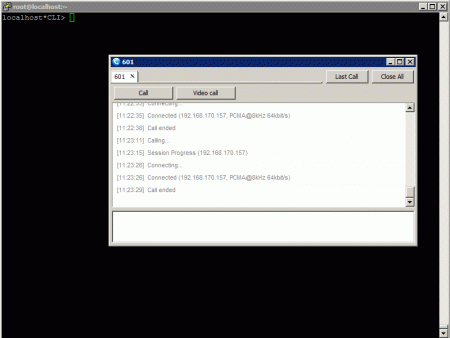 root@localhost:~
localhost*CLI>
601
601 X
Last Call
Close All
Call
Video call
Connecting...
[11:22:35] Connected (192.168.170.157, PCMA@8kHz 64kbit/s)
[11:22:38] Call ended
[11:23:11] Calling...
[11:23:15] Session Progress (192.168.170.157)
[11:23:26] Connecting...
[11:23:26] Connected (192.168.170.157, PCMA@8kHz 64kbit/s)
[11:23:29] Call ended